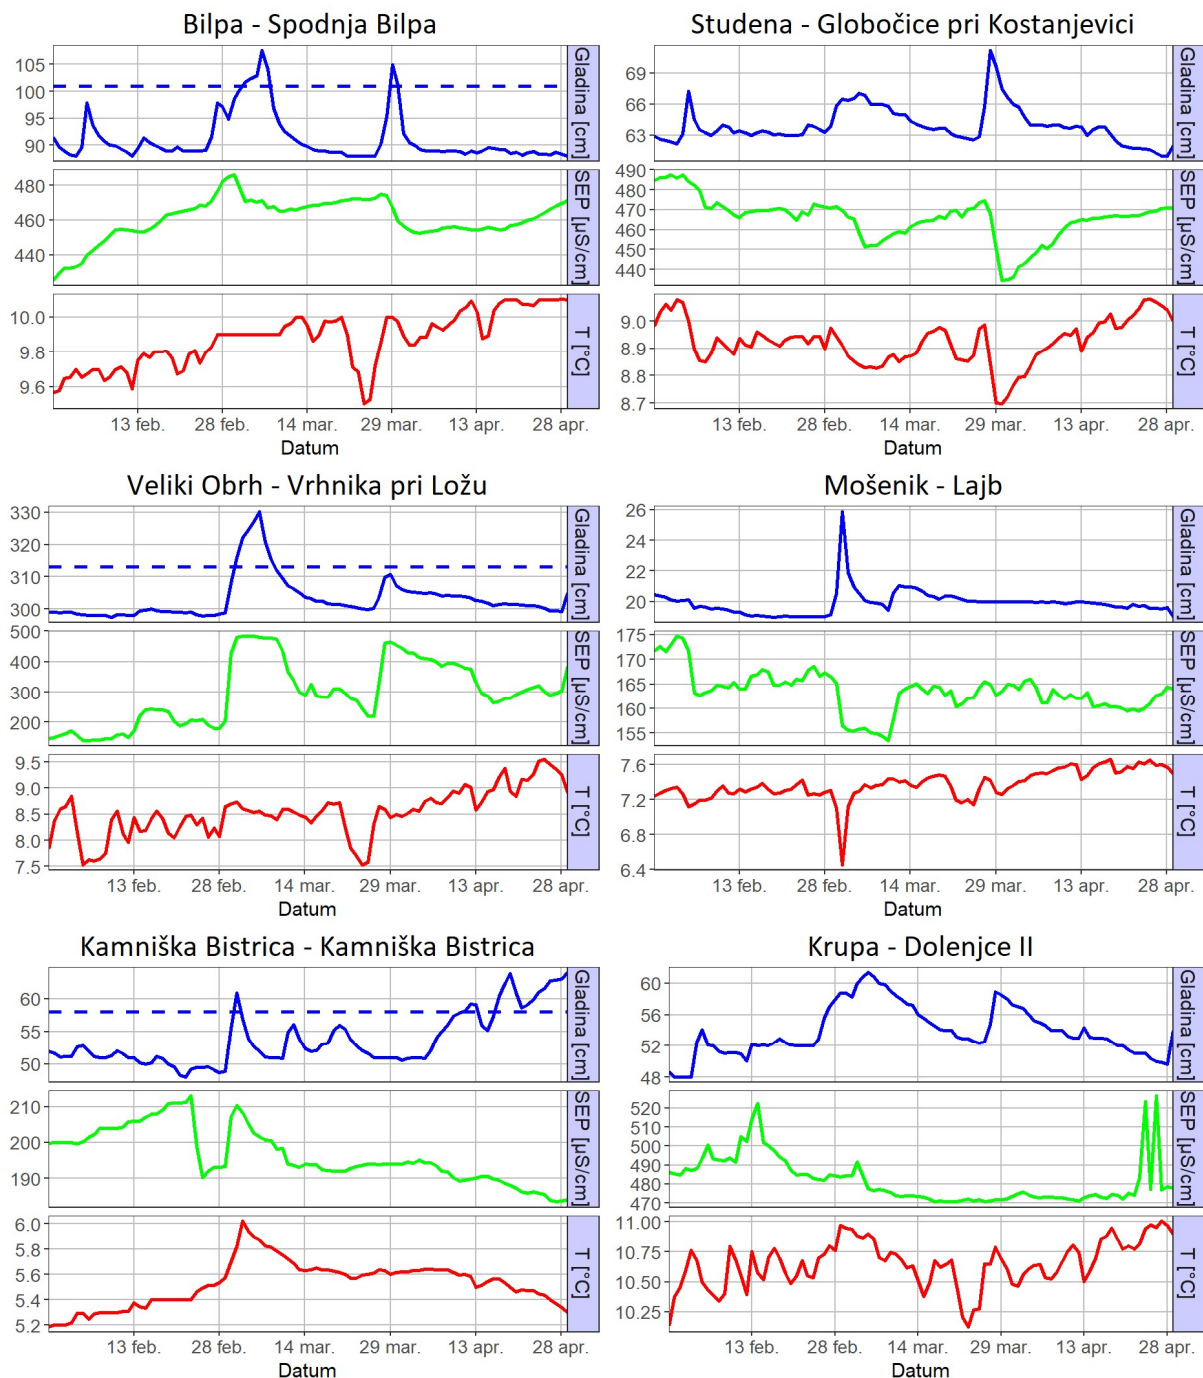 Bilpa - Spodnja Bilpa
105
100
95
90
Gladina [cm]
480
460
440
SEP [µS/cm]
10.0
9.8
9.6
T [°C]
13 feb. 28 feb. 14 mar. 29 mar. 13 apr. 28 apr.
Datum
Studena - Globočice pri Kostanjevici
69
66
63
Gladina [cm]
490
470
450
440
SEP [µS/cm]
9.0
8.9
8.8
8.7
T [°C]
13 feb. 28 feb. 14 mar. 29 mar. 13 apr. 28 apr.
Datum
Veliki Obrh - Vrhnika pri Ložu
330
320
310
300
Gladina [cm]
500
400
300
200
SEP [µS/cm]
9.5
9.0
8.5
8.0
7.5
T [°C]
13 feb. 28 feb. 14 mar. 29 mar. 13 apr. 28 apr.
Datum
Mošenik - Lajb
26
24
22
20
Gladina [cm]
175
170
165
160
155
SEP [µS/cm]
7.6
7.2
6.8
6.4
T [°C]
13 feb. 28 feb. 14 mar. 29 mar. 13 apr. 28 apr.
Datum
Kamniška Bistrica - Kamniška Bistrica
60
55
50
Gladina [cm]
210
200
190
SEP [µS/cm]
6.0
5.8
5.6
5.4
5.2
T [°C]
13 feb. 28 feb. 14 mar. 29 mar. 13 apr. 28 apr.
Datum
Krupa - Dolenjce II
60
56
52
48
Gladina [cm]
520
510
500
490
480
470
SEP [µS/cm]
11.00
10.75
10.50
10.25
T [°C]
13 feb. 28 feb. 14 mar. 29 mar. 13 apr. 28 apr.
Datum